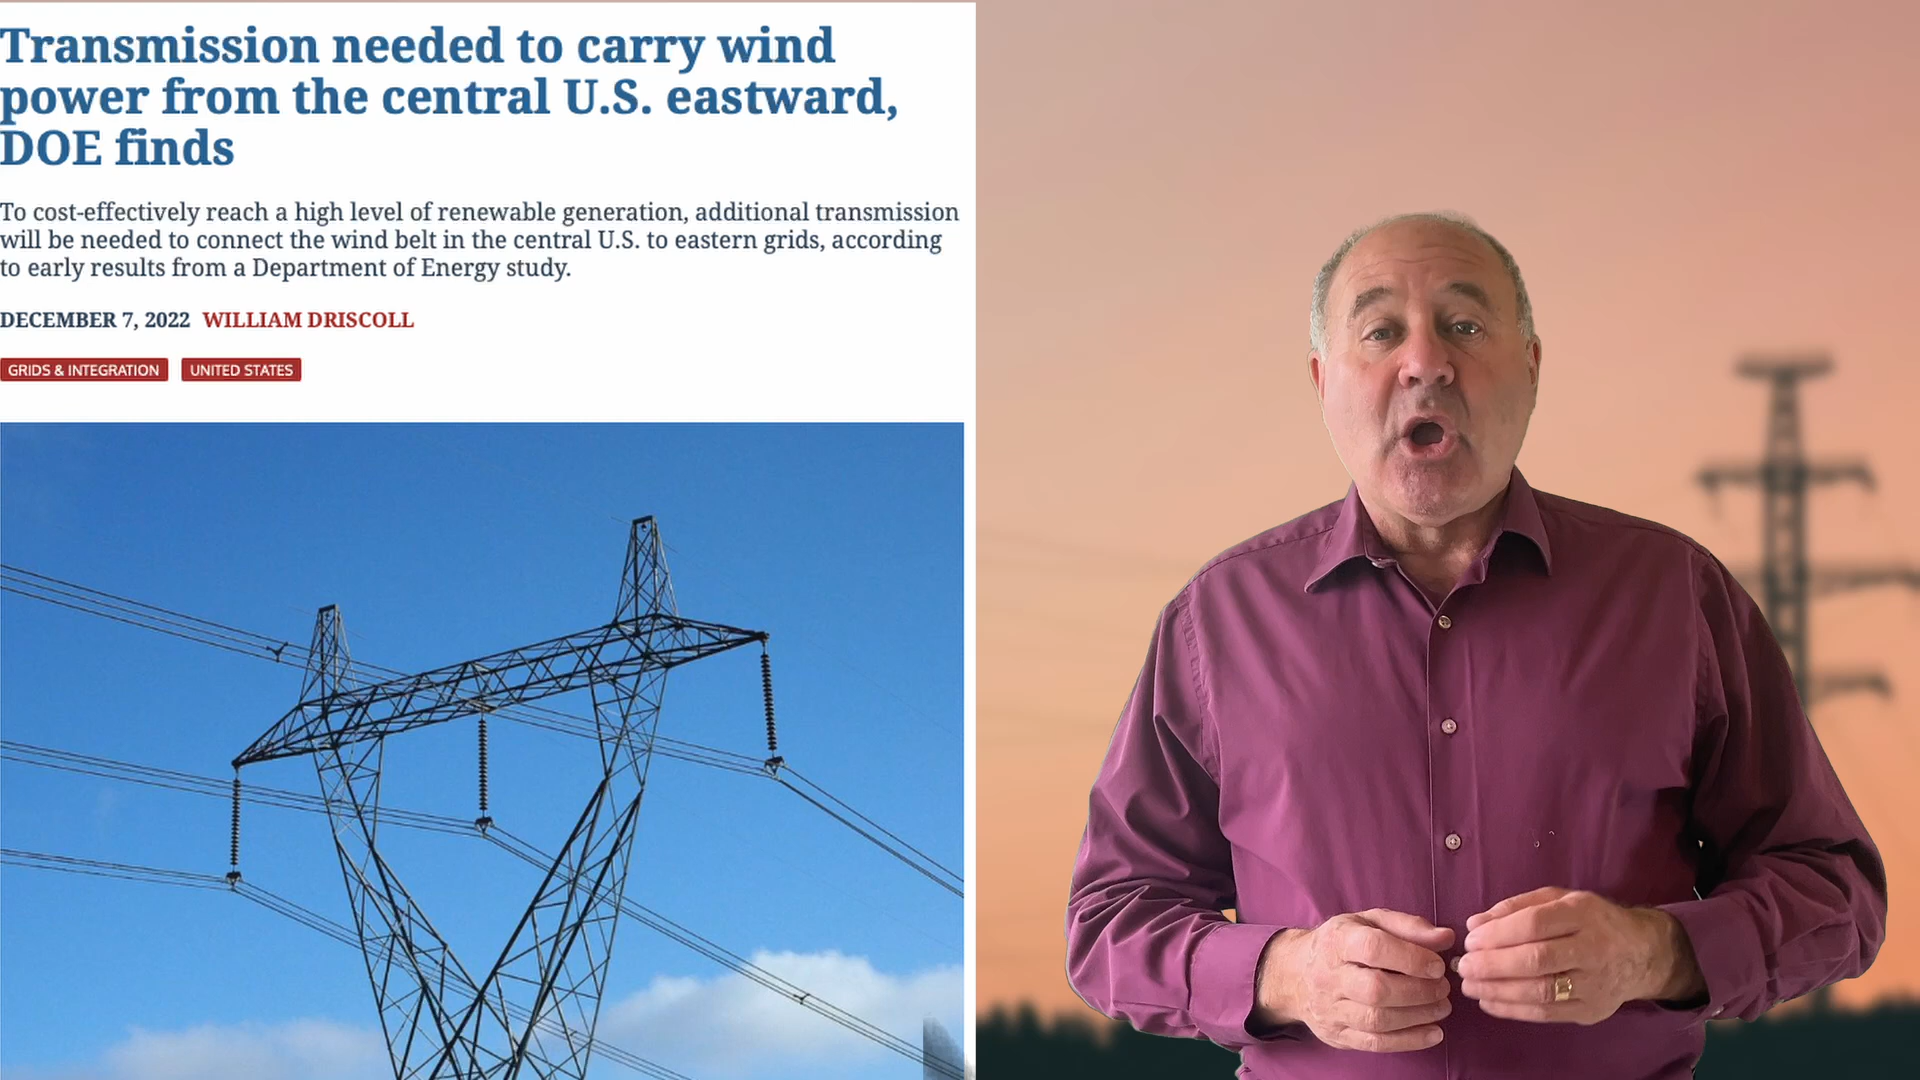 Transmission needed to carry wind
power from the central U.S. eastward,
DOE finds
To cost-effectively reach a high level of renewable generation, additional transmission
will be needed to connect the wind belt in the central U.S. to eastern grids, according
to early results from a Department of Energy study.
DECEMBER 7, 2022 WILLIAM DRISCOLL
GRIDS & INTEGRATION UNITED STATES